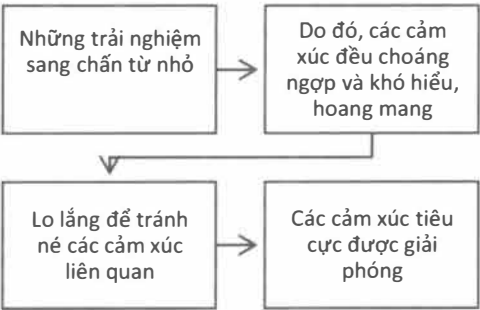 Những trải nghiệm
sang chấn từ nhỏ
Do đó, các cảm
xúc đều choáng
ngợp và khó hiểu,
hoang mang
Lo lắng để tránh
né các cảm xúc
liên quan
Các cảm xúc tiêu
cực được giải
phóng